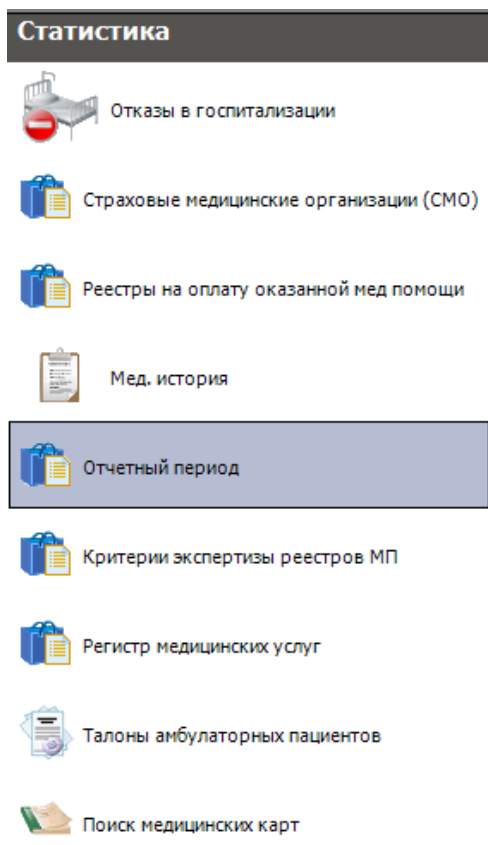 Статистика
Отказы в госпитализации
Страховые медицинские организации (СМО)
Реестры на оплату оказанной мед помощи
Мед. история
Отчетный период
Критерии экспертизы реестров МП
Регистр медицинских услуг
Талоны амбулаторных пациентов
Поиск медицинских карт